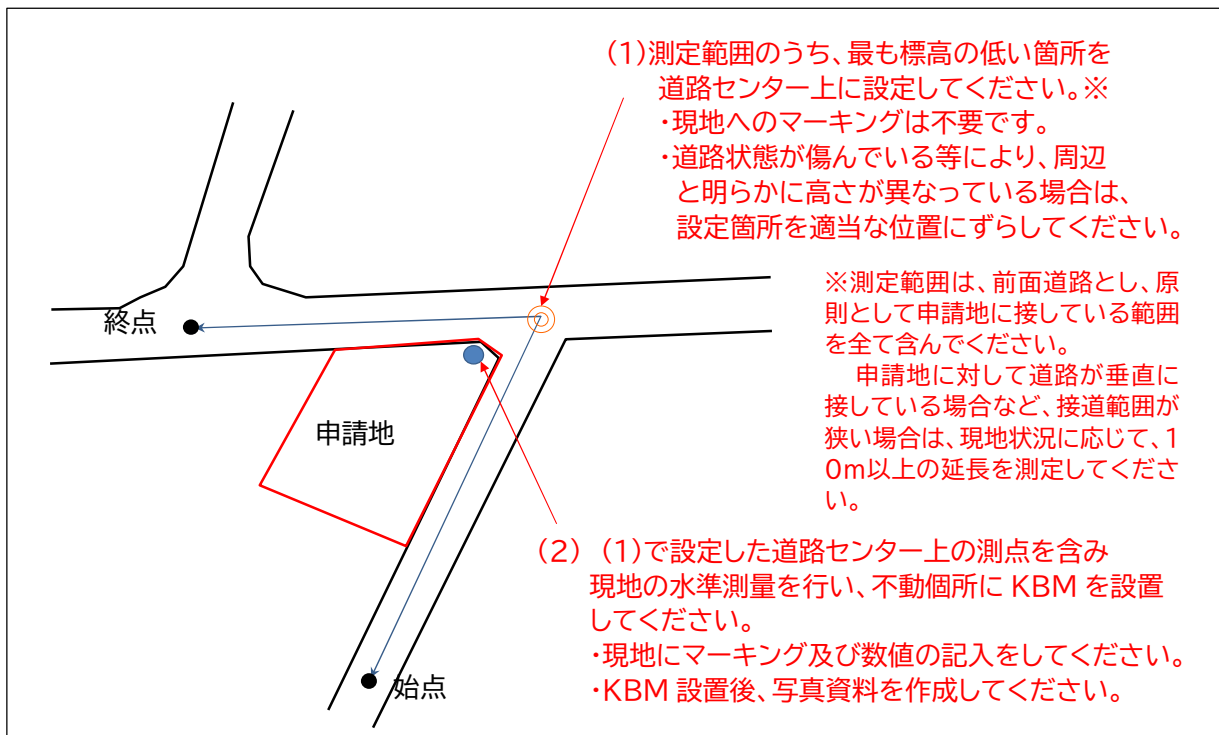 (1)測定範囲のうち、最も標高の低い箇所を
道路センター上に設定してください。※
・現地へのマーキングは不要です。
・道路状態が傷んでいる等により、周辺
と明らかに高さが異なっている場合は、
設定箇所を適当な位置にずらしてください。
※測定範囲は、前面道路とし、原
則として申請地に接している範囲
を全て含んでください。
申請地に対して道路が垂直に
接している場合など、接道範囲が
狭い場合は、現地状況に応じて、1
0m以上の延長を測定してくださ
い。
終点
申請地
(2) (1)で設定した道路センター上の測点を含み
現地の水準測量を行い、不動個所に KBM を設置
してください。
・現地にマーキング及び数値の記入をしてください。
・KBM 設置後、写真資料を作成してください。
始点